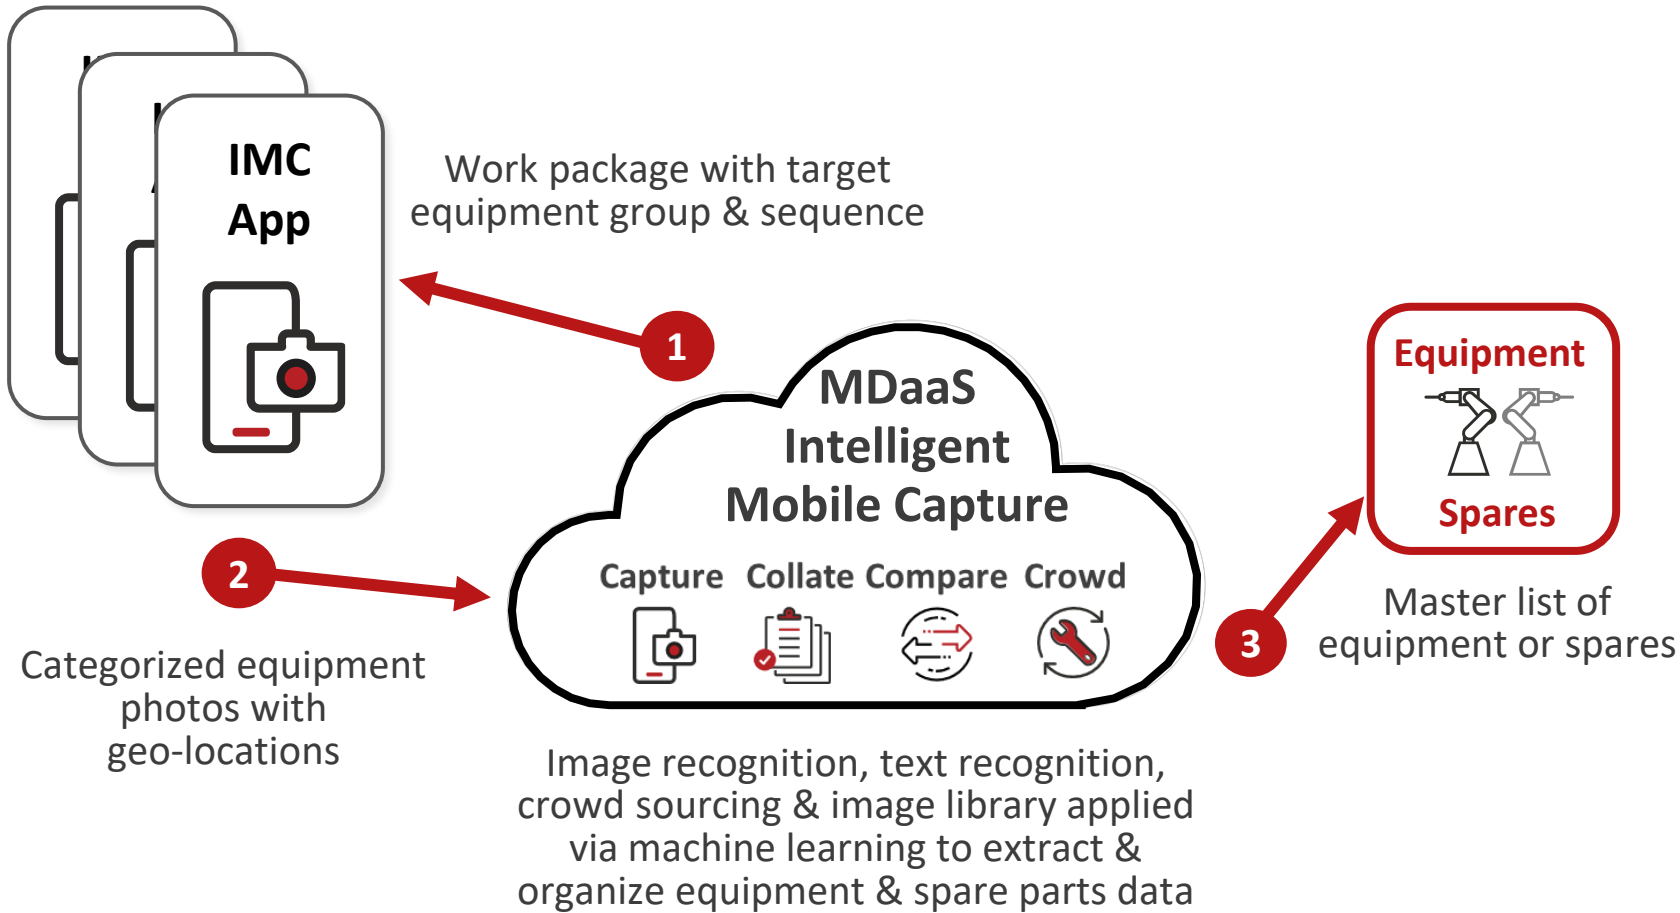 IMC
App
Work package with target
equipment group & sequence
1
MDaaS
Intelligent
Mobile Capture
Capture Collate Compare Crowd
2
Categorized equipment
photos with
geo-locations
Image recognition, text recognition,
crowd sourcing & image library applied
via machine learning to extract &
organize equipment & spare parts data
3
Equipment
Spares
Master list of
equipment or spares